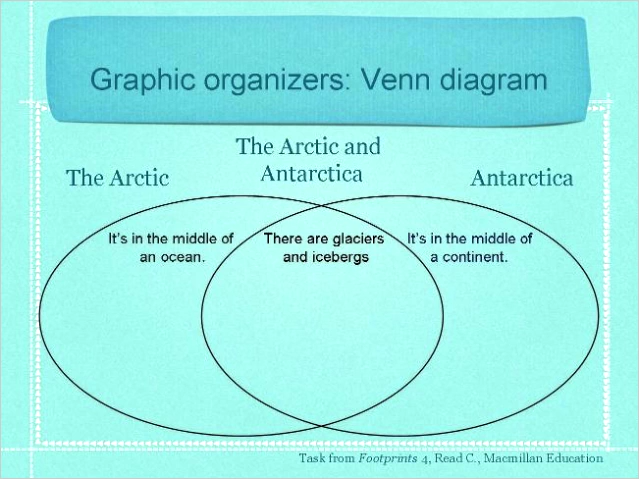 Graphic organizers: Venn diagram
The Arctic and
Antarctica
The Arctic
Antarctica
It's in the middle of
an ocean.
There are glaciers
and icebergs
It's in the middle of
a continent.
Task from Footprints 4, Read C., Macmillan Education